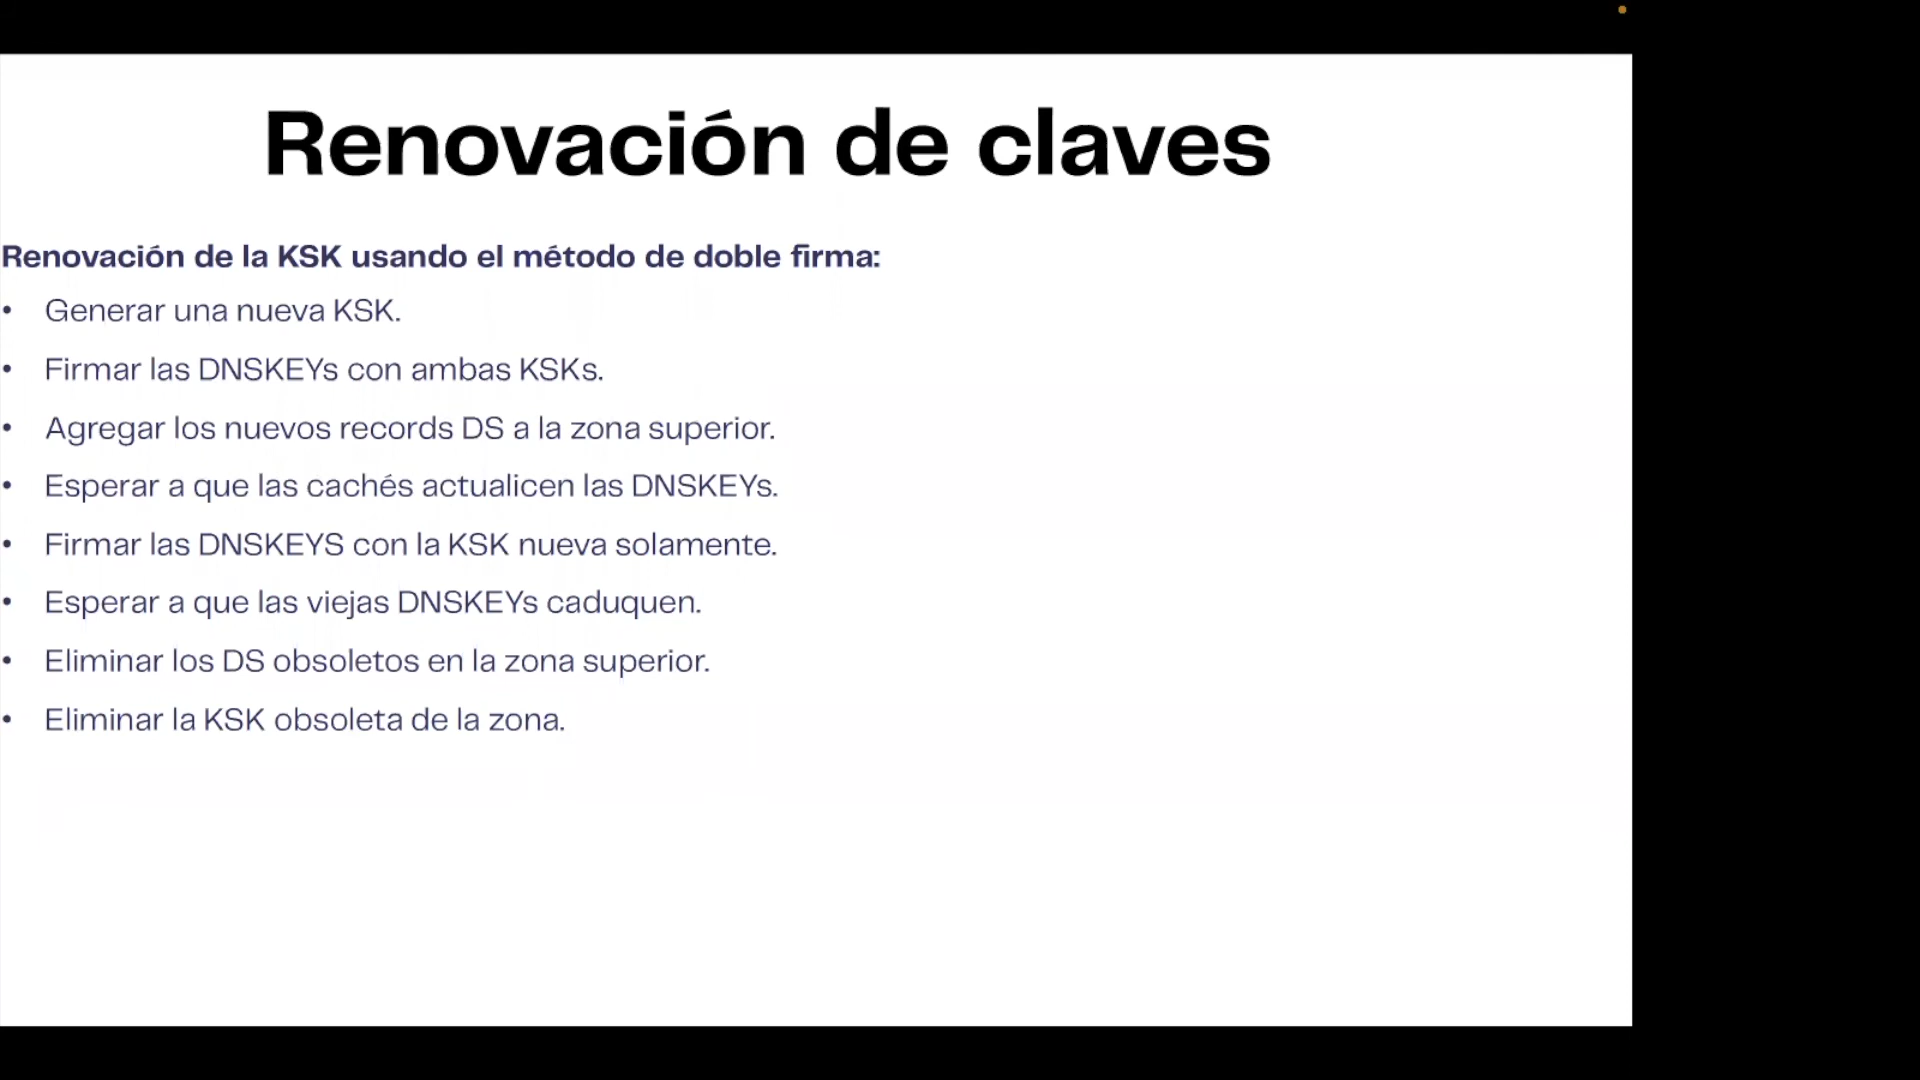 Renovación de claves
Renovación de la KSK usando el método de doble firma:
• Generar una nueva KSK.
• Firmar las DNSKEYs con ambas KSKs.
• Agregar los nuevos records DS a la zona superior.
• Esperar a que las cachés actualicen las DNSKEYs.
• Firmar las DNSKEYS con la KSK nueva solamente.
• Esperar a que las viejas DNSKEYs caduquen.
• Eliminar los DS obsoletos en la zona superior.
• Eliminar la KSK obsoleta de la zona.